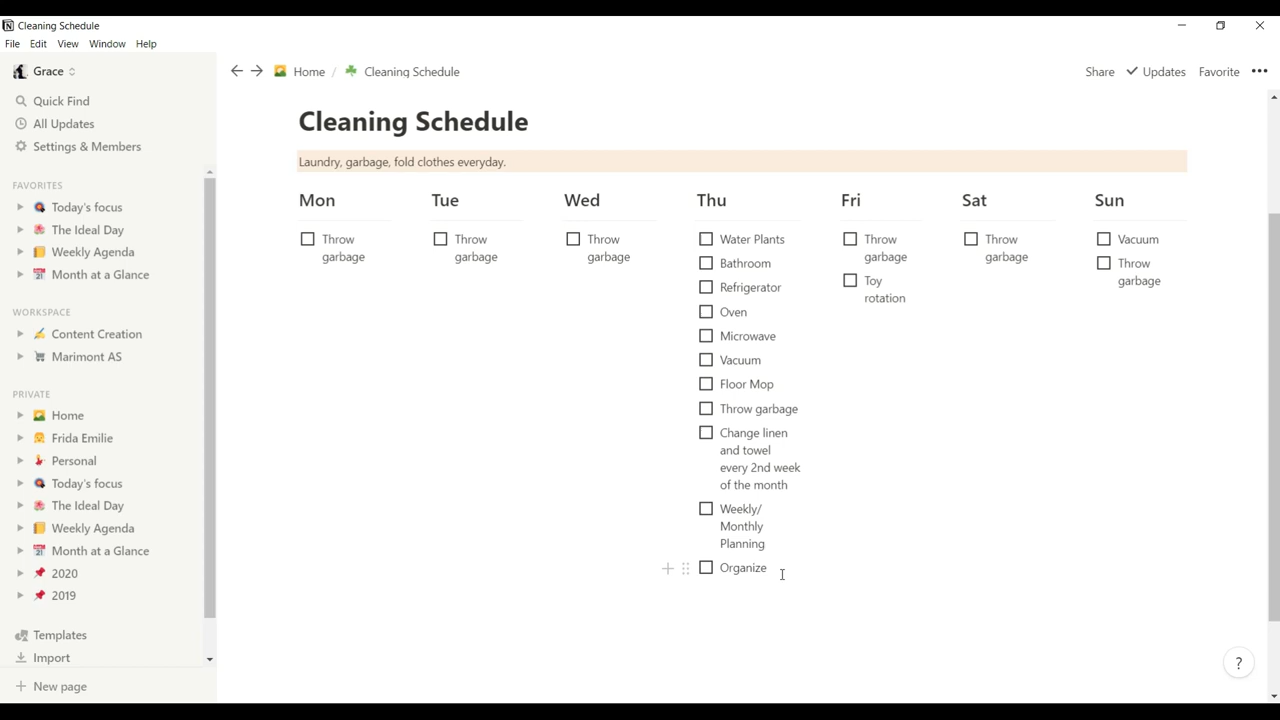 Cleaning Schedule
File Edit View Window Help
Grace
Home / Cleaning Schedule
Share Updates Favorite
Quick Find
All Updates
Settings & Members
FAVORITES
Today's focus
The Ideal Day
Weekly Agenda
Month at a Glance
WORKSPACE
Content Creation
Marimont AS
PRIVATE
Home
Frida Emilie
Personal
Today's focus
The Ideal Day
Weekly Agenda
Month at a Glance
2020
2019
Templates
Import
New page
Cleaning Schedule
Laundry, garbage, fold clothes everyday.
Mon
Throw
garbage
Tue
Throw
garbage
Wed
Throw
garbage
Thu
Water Plants
Bathroom
Refrigerator
Oven
Microwave
Vacuum
Floor Mop
Throw garbage
Change linen
and towel
every 2nd week
of the month
Weekly/
Monthly
Planning
Organize
Fri
Throw
garbage
Toy
rotation
Sat
Throw
garbage
Sun
Vacuum
Throw
garbage
?